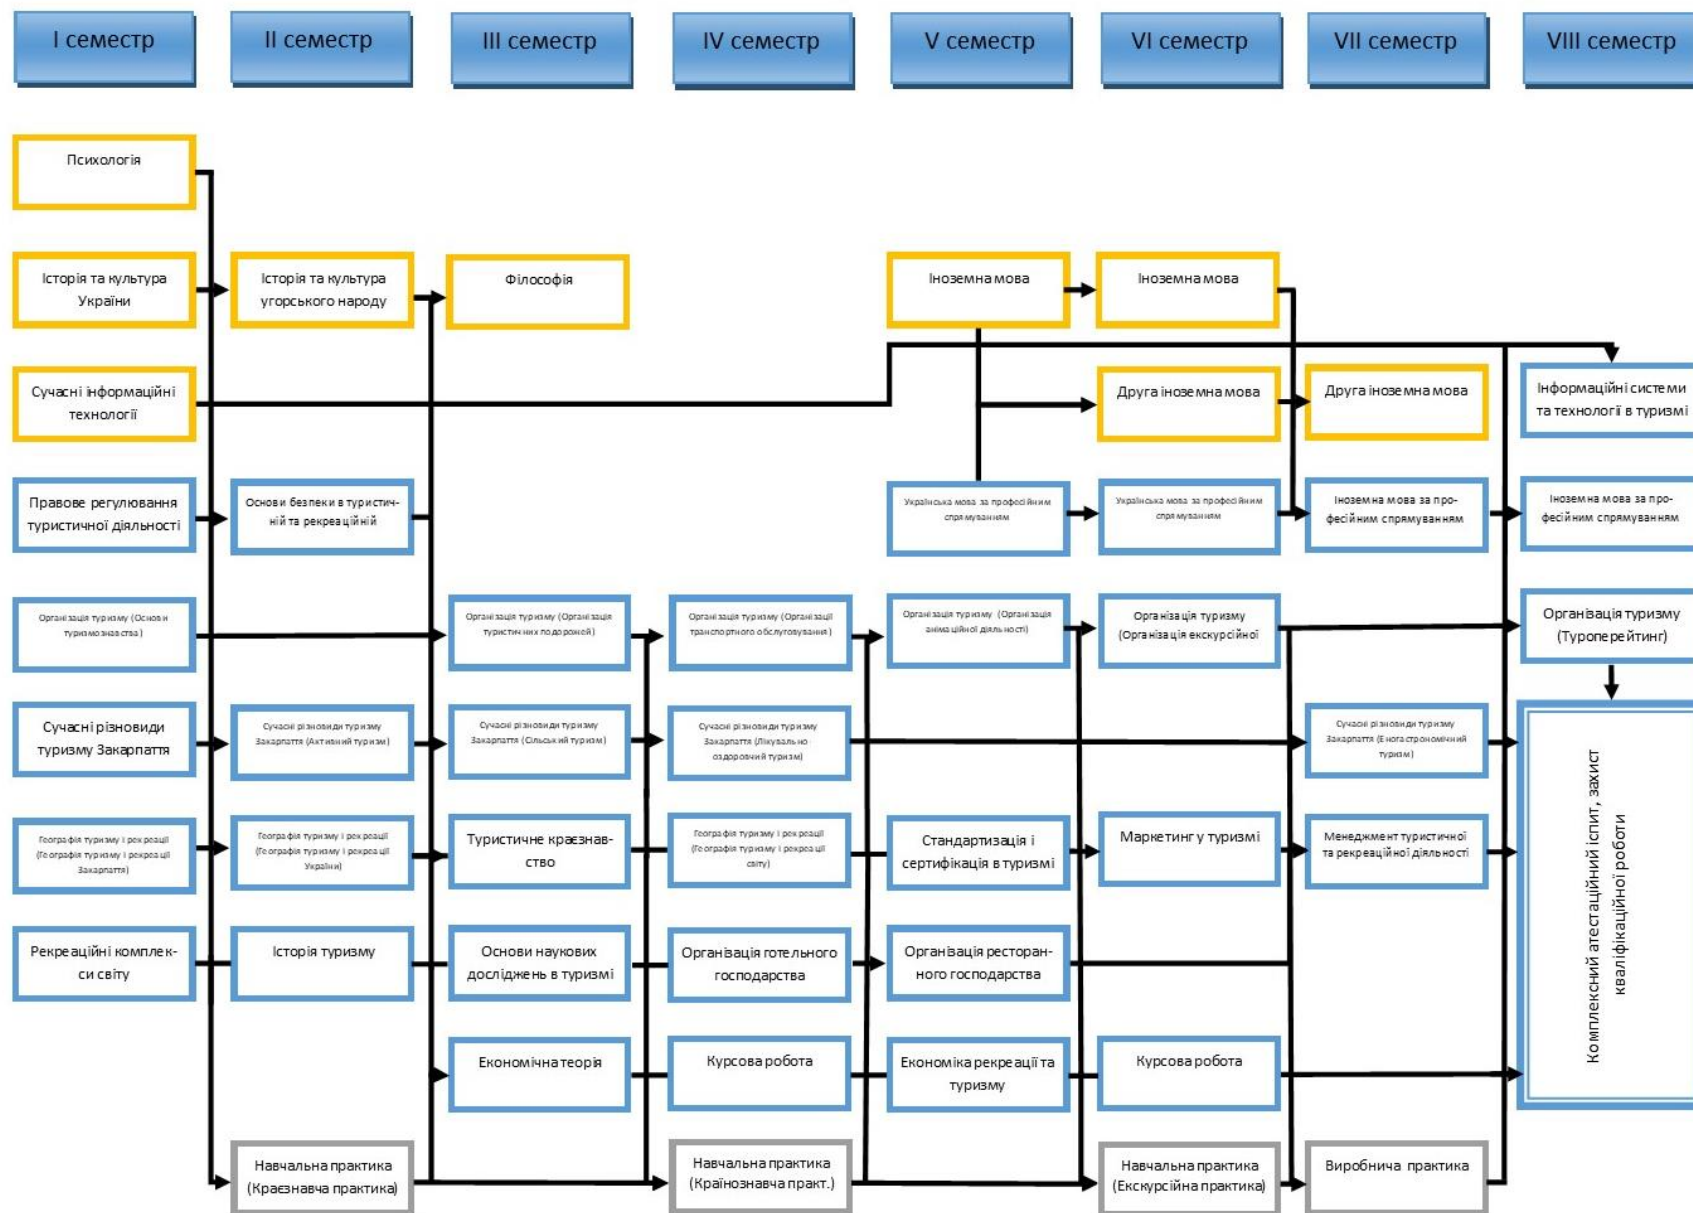 I семестр
II семестр
III семестр
IV семестр
V семестр
VI семестр
VII семестр
VIII семестр
Психологія
Історія та культура
України
Історія та культура
угорського народу
Філософія
Іноземна мова
Іноземна мова
Сучасні інформаційні
технології
Друга іноземна мова
Друга іноземна мова
Інформаційні системи
та технології в туризмі
Правове регулювання
туристичної діяльності
Основи безпеки в туристич-
ній та рекреаційній
Українська мова за професійним
спрямуванням
Українська мова за професійним
спрямуванням
Іноземна мова за про-
фесійним спрямуванням
Іноземна мова за про-
фесійним спрямуванням
Організація туризму (Основи
туризмознавства)
Організація туризму (Організація
туристичних подорожей)
Організація туризму (Організації
транспортного обслуговування)
Організація туризму (Організація
анімаційної діяльності)
Організація туризму
(Організація екскурсійної
Організація туризму
(Туроперейтинг)
Сучасні різновиди
туризму Закарпаття
Сучасні різновиди туризму
Закарпаття (Активний туризм)
Сучасні різновиди туризму
Закарпаття (Сільський туризм)
Сучасні різновиди туризму
Закарпаття (Лікувально
оздоровчий туризм)
Сучасні різновиди туризму
Закарпаття (Еногастрономічний
туризм)
Географія туризму і рекреації
(Географія туризму і рекреації
Закарпаття)
Географія туризму і рекреації
(Географія туризму і рекреації
України)
Туристичне краєзнав-
ство
Географія туризму і рекреації
(Географія туризму і рекреації
світу)
Стандартизація і
сертифікація в туризмі
Маркетинг у туризмі
Менеджмент туристичної
та рекреаційної діяльності
Комплексний атестаційний іспит, захист
кваліфікаційної роботи
Рекреаційні комплек-
си світу
Історія туризму
Основи наукових
досліджень в туризмі
Організація готельного
господарства
Організація ресторан-
ного господарства
Економічна теорія
Курсова робота
Економіка рекреації та
туризму
Курсова робота
Навчальна практика
(Краєзнавча практика)
Навчальна практика
(Країнознавча практ.)
Навчальна практика
(Екскурсійна практика)
Виробнича практика